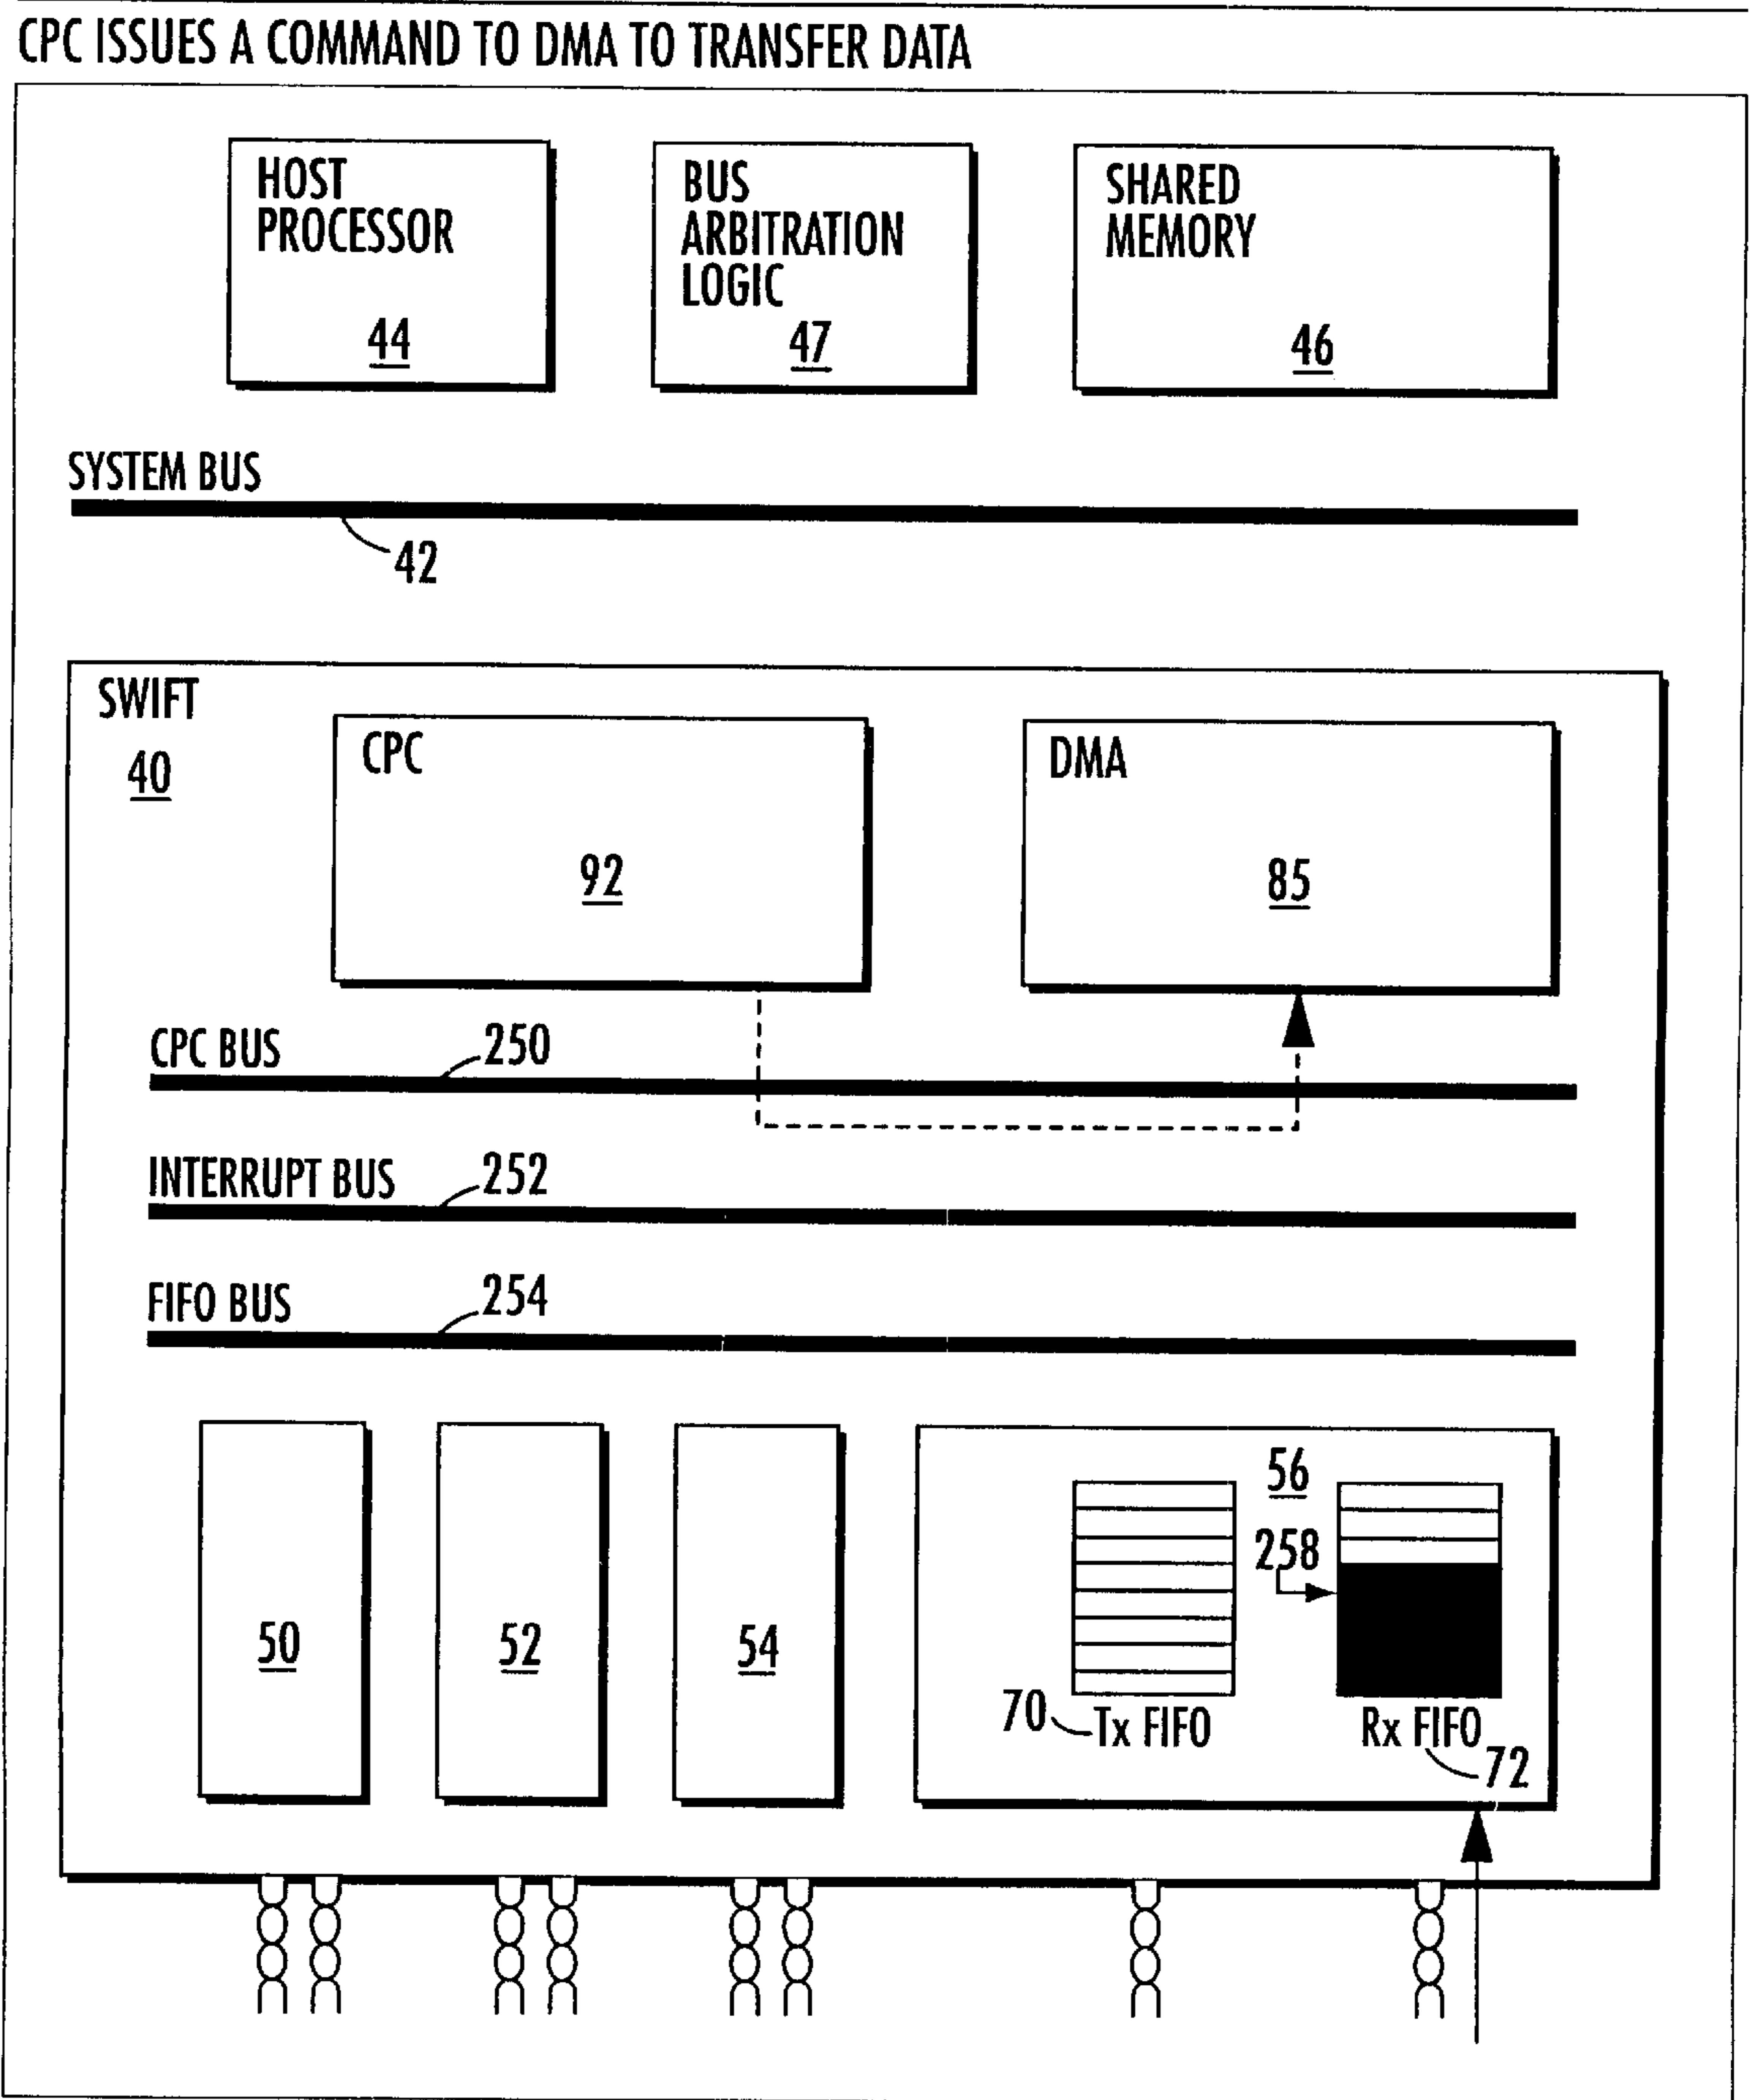 CPC ISSUES A COMMAND TO DMA TO TRANSFER DATA
HOST
PROCESSOR
44
BUS
ARBITRATION
LOGIC
47
SHARED
MEMORY
46
SYSTEM BUS
42
SWIFT
40
CPC
92
DMA
85
CPC BUS
250
INTERRUPT BUS
252
FIFO BUS
254
50
52
54
56
258
70
Tx FIFO
Rx FIFO
72